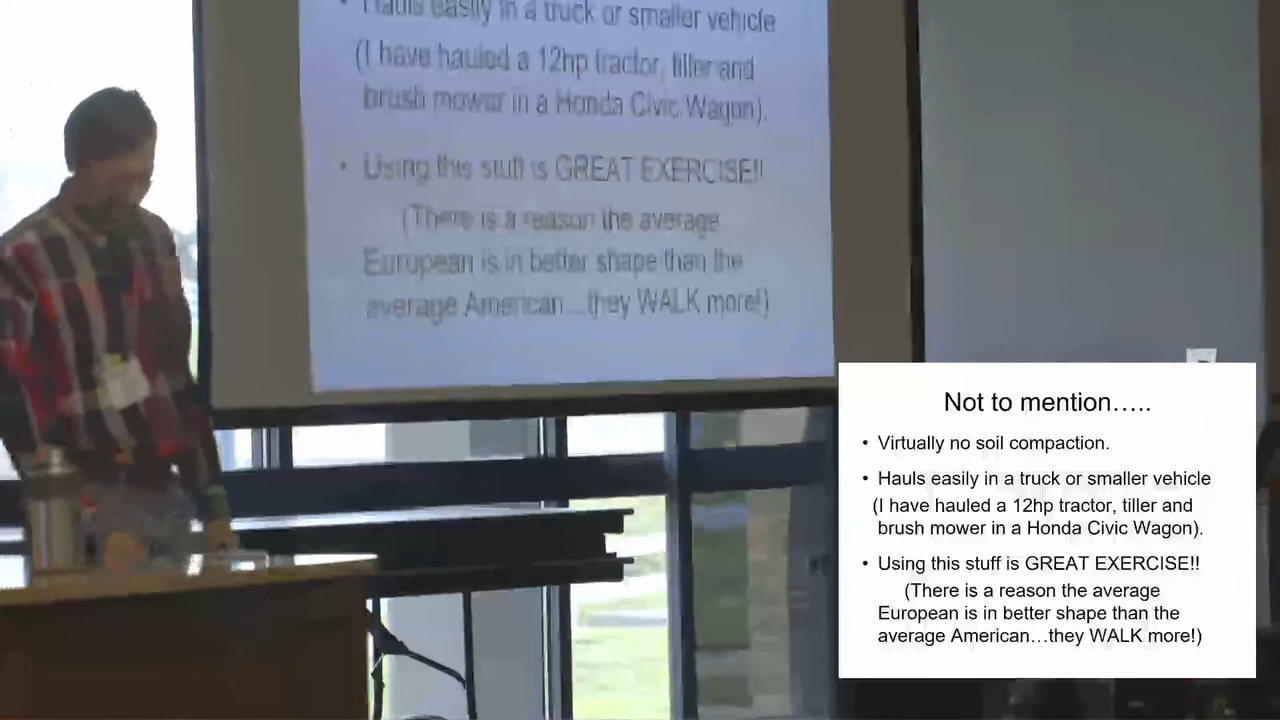 Hauls easily in a truck or smaller vehicle
(I have hauled a 12hp tractor, tiller and
brush mower in a Honda Civic Wagon).
• Using this stuff is GREAT EXERCISE!!
(There is a reason the average
European is in better shape than the
average American...they WALK more!)
Not to mention…..
• Virtually no soil compaction.
• Hauls easily in a truck or smaller vehicle
(I have hauled a 12hp tractor, tiller and
brush mower in a Honda Civic Wagon).
• Using this stuff is GREAT EXERCISE!!
(There is a reason the average
European is in better shape than the
average American…they WALK more!)